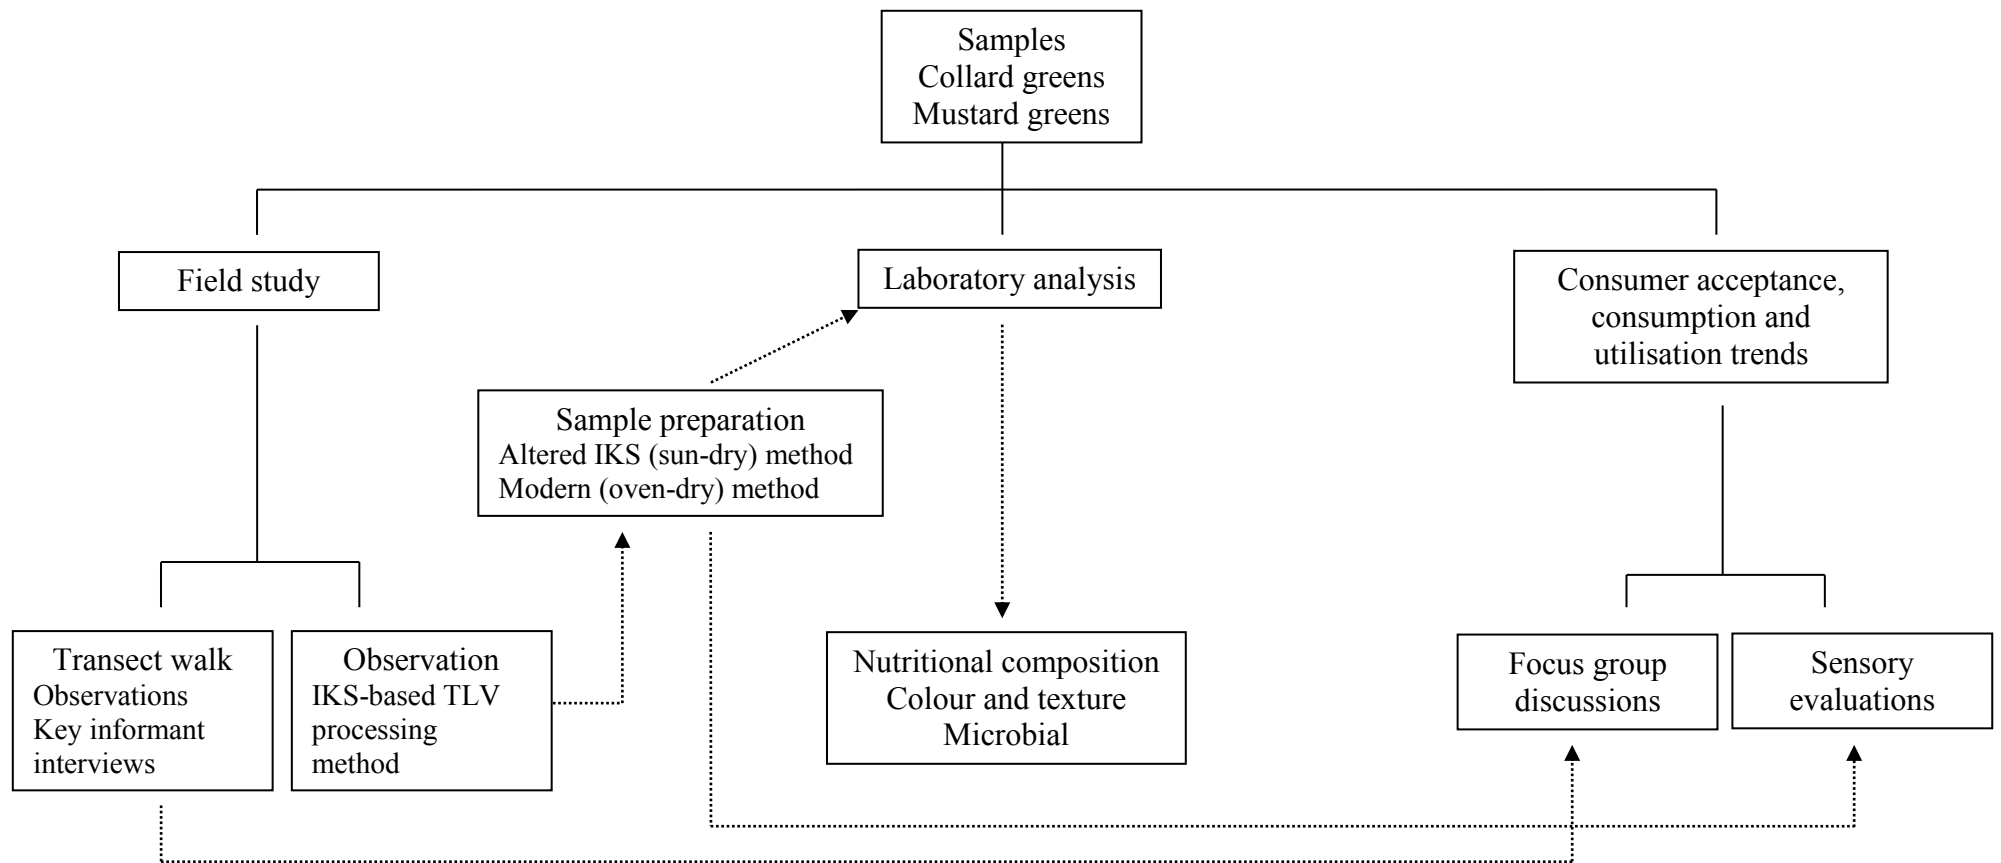 Samples
Collard greens
Mustard greens
Field study
Laboratory analysis
Consumer acceptance,
consumption and
utilisation trends
Sample preparation
Altered IKS (sun-dry) method
Modern (oven-dry) method
Transect walk
Observations
Key informant
interviews
Observation
IKS-based TLV
processing
method
Nutritional composition
Colour and texture
Microbial
Focus group
discussions
Sensory
evaluations